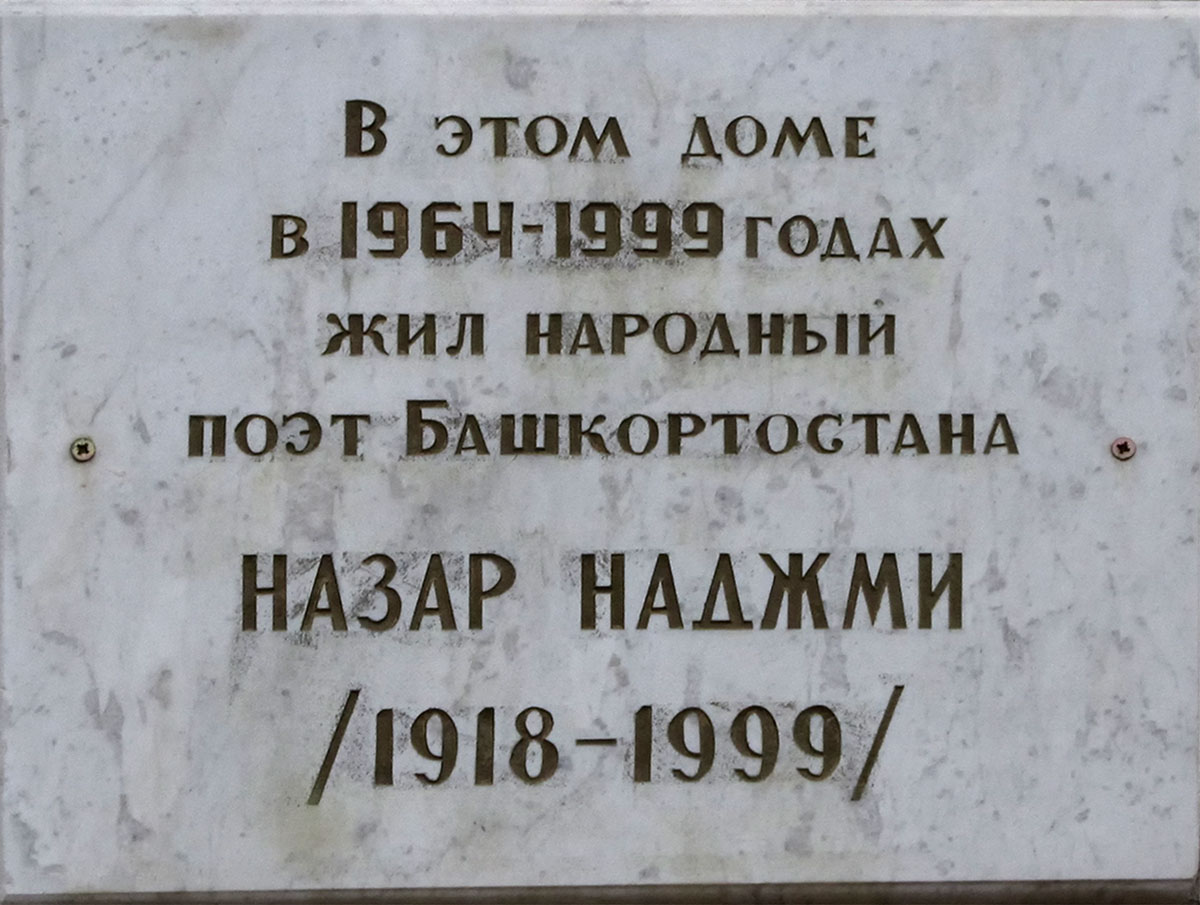 В этом доме
в 1964-1999 годах
жил народный
поэт Башкортостана
НАЗАР НАДЖМИ
/1918-1999/